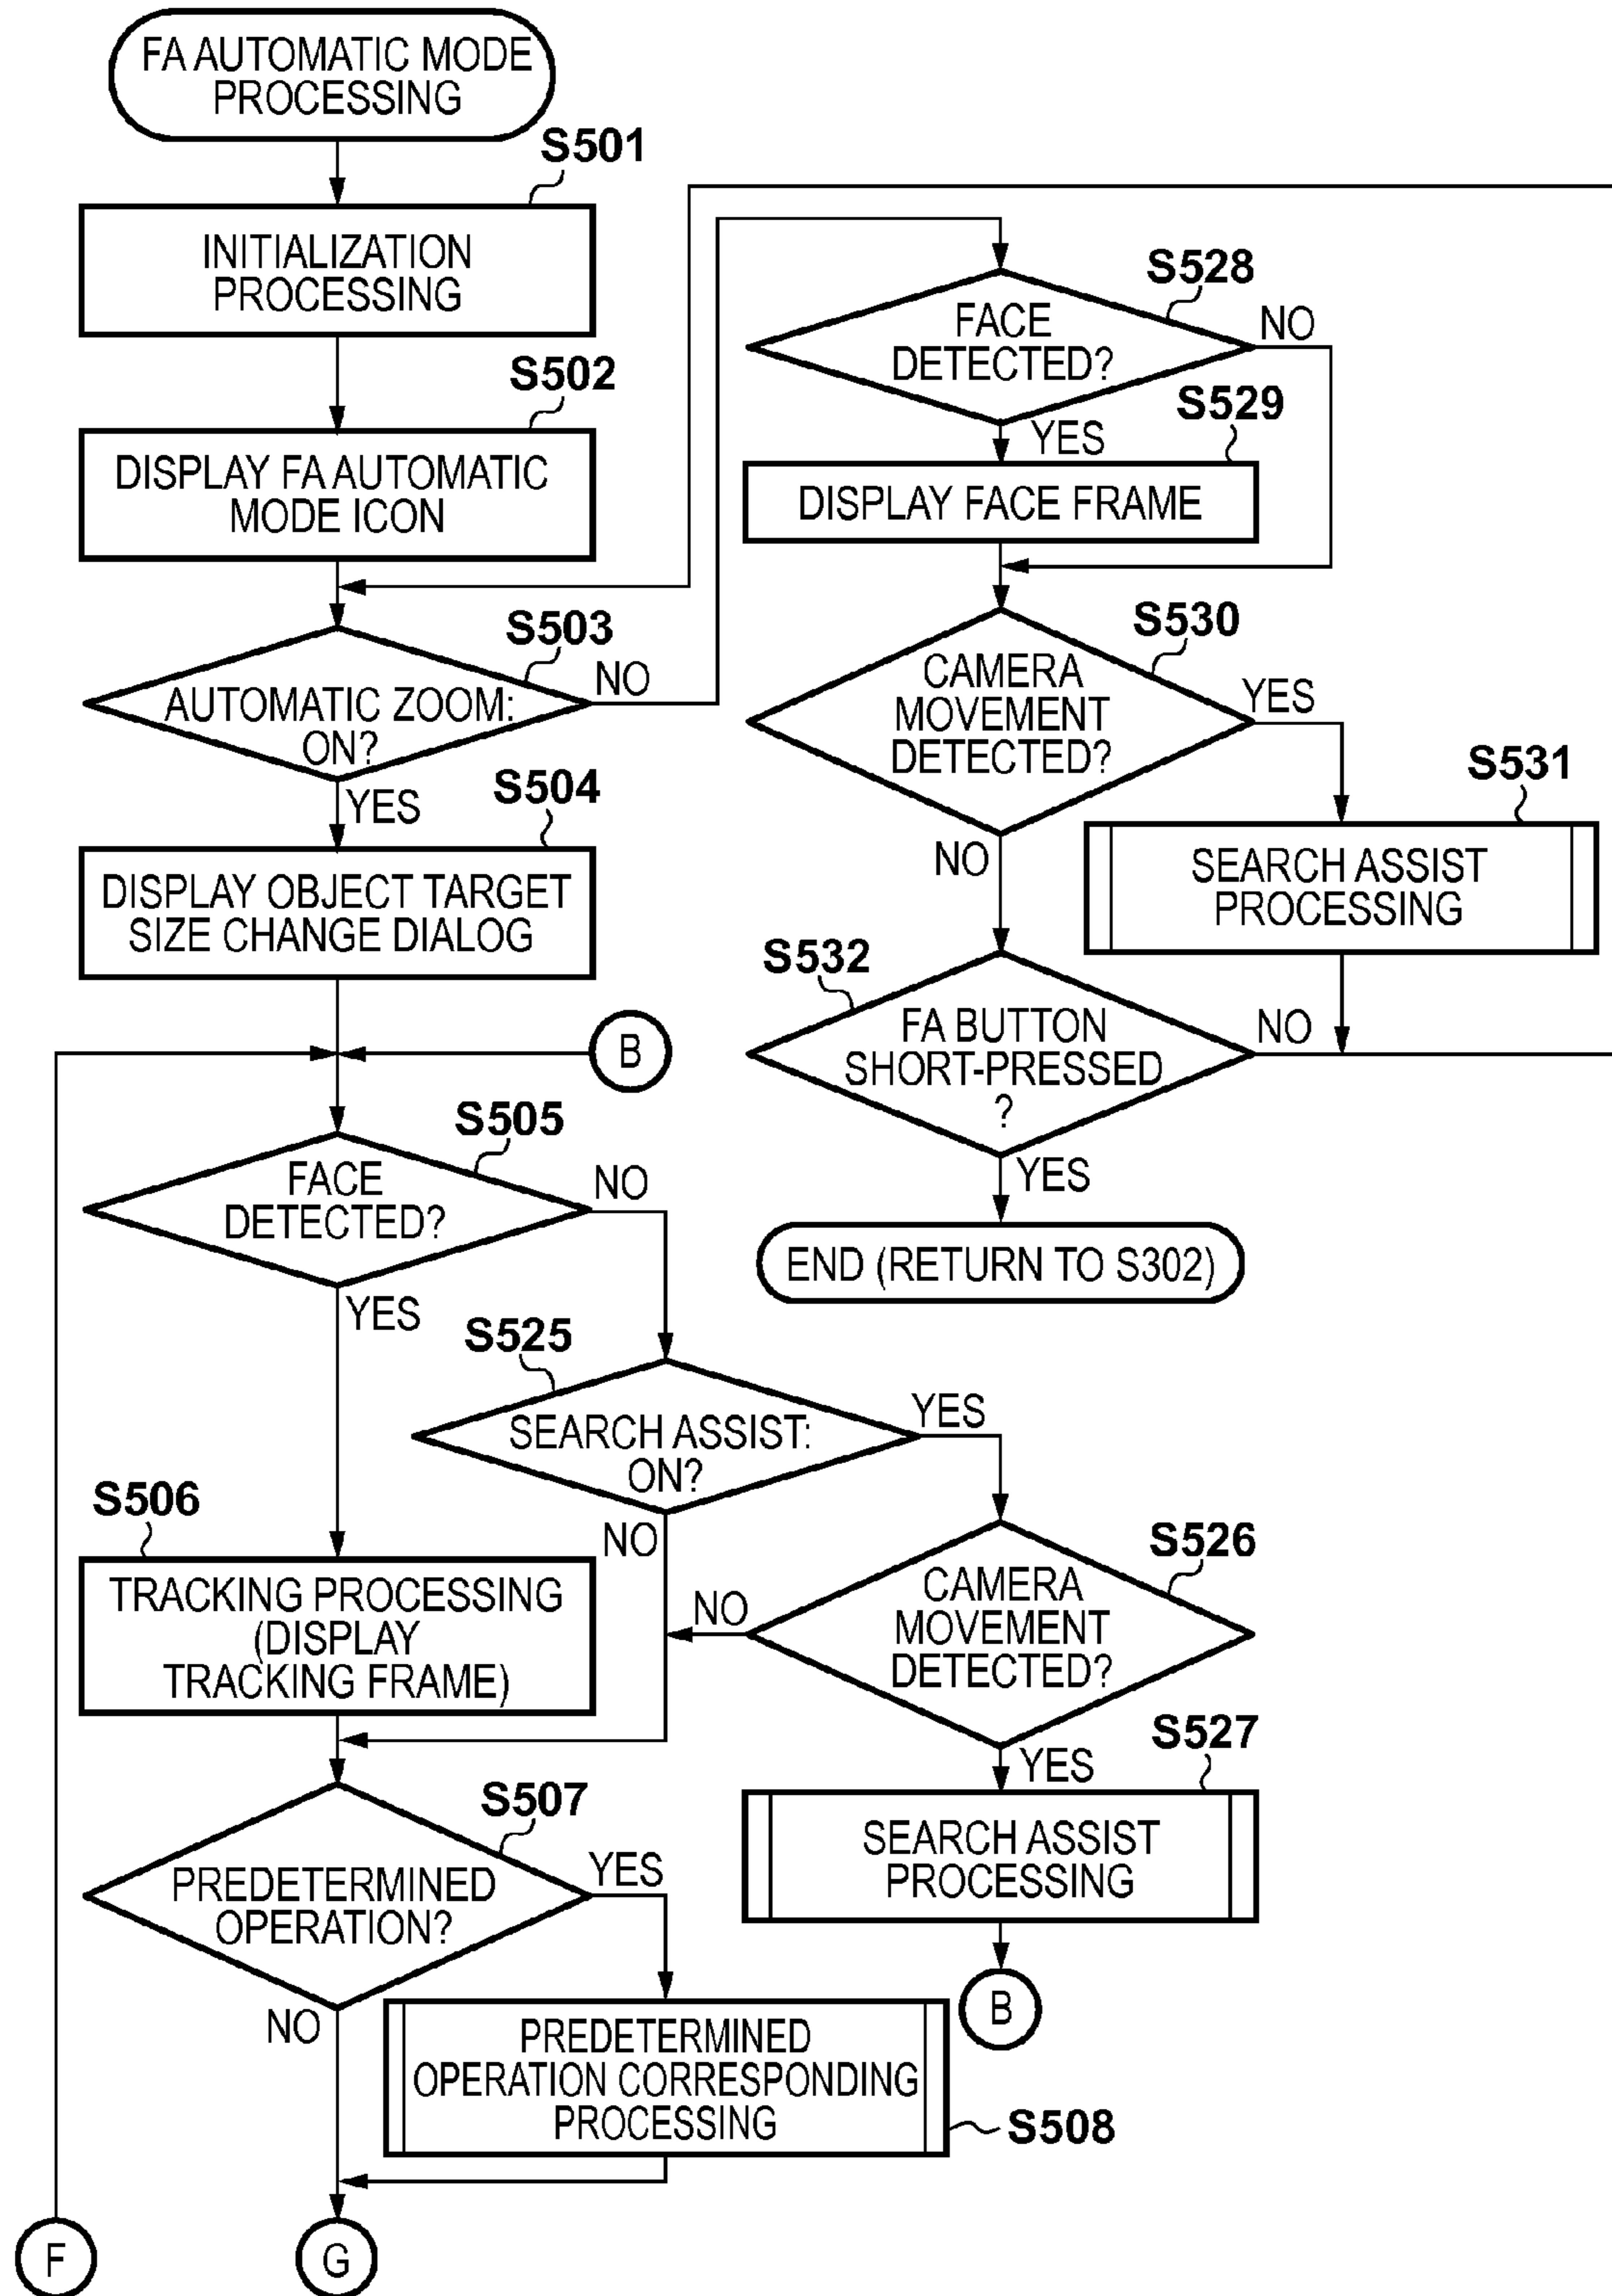 FA AUTOMATIC MODE
PROCESSING
S501
INITIALIZATION
PROCESSING
S502
DISPLAY FA AUTOMATIC
MODE ICON
S503
AUTOMATIC ZOOM:
ON?
NO
YES
S504
DISPLAY OBJECT TARGET
SIZE CHANGE DIALOG
B
S505
FACE
DETECTED?
NO
YES
S525
SEARCH ASSIST:
ON?
YES
NO
S506
TRACKING PROCESSING
(DISPLAY
TRACKING FRAME)
S526
CAMERA
MOVEMENT
DETECTED?
NO
YES
S527
SEARCH ASSIST
PROCESSING
B
S507
PREDETERMINED
OPERATION?
YES
NO
PREDETERMINED
OPERATION CORRESPONDING
PROCESSING
S508
F
G
S528
FACE
DETECTED?
NO
YES
S529
DISPLAY FACE FRAME
S530
CAMERA
MOVEMENT
DETECTED?
YES
NO
S531
SEARCH ASSIST
PROCESSING
S532
FA BUTTON
SHORT-PRESSED
?
NO
YES
END (RETURN TO S302)